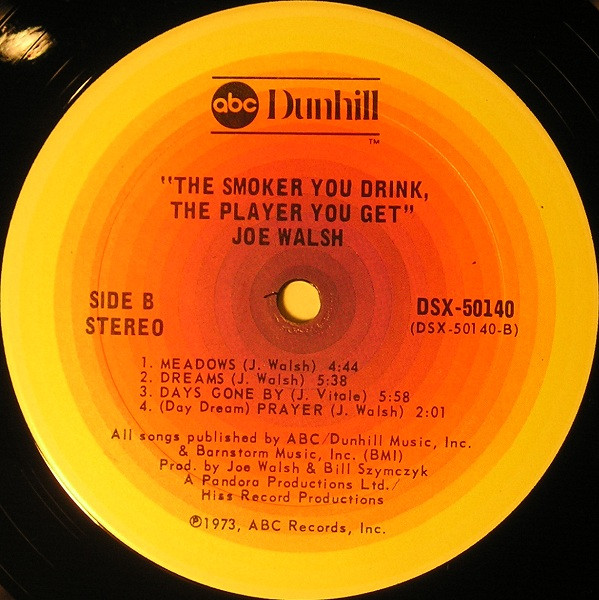 abc Dunhill
™
"THE SMOKER YOU DRINK,
THE PLAYER YOU GET"
JOE WALSH
SIDE B
STEREO
DSX-50140
(DSX-50140-B)
1. MEADOWS (J. Walsh) 4:44
2. DREAMS (J. Walsh) 5:38
3. DAYS GONE BY (J. Vitale) 5:58
4. (Day Dream) PRAYER (J. Walsh) 2:01
All songs published by ABC/Dunhill Music, Inc.
& Barnstorm Music, Inc. (BMI)
Prod. by Joe Walsh & Bill Szymczyk
A Pandora Productions Ltd./
Hiss Record Productions
℗1973, ABC Records, Inc.